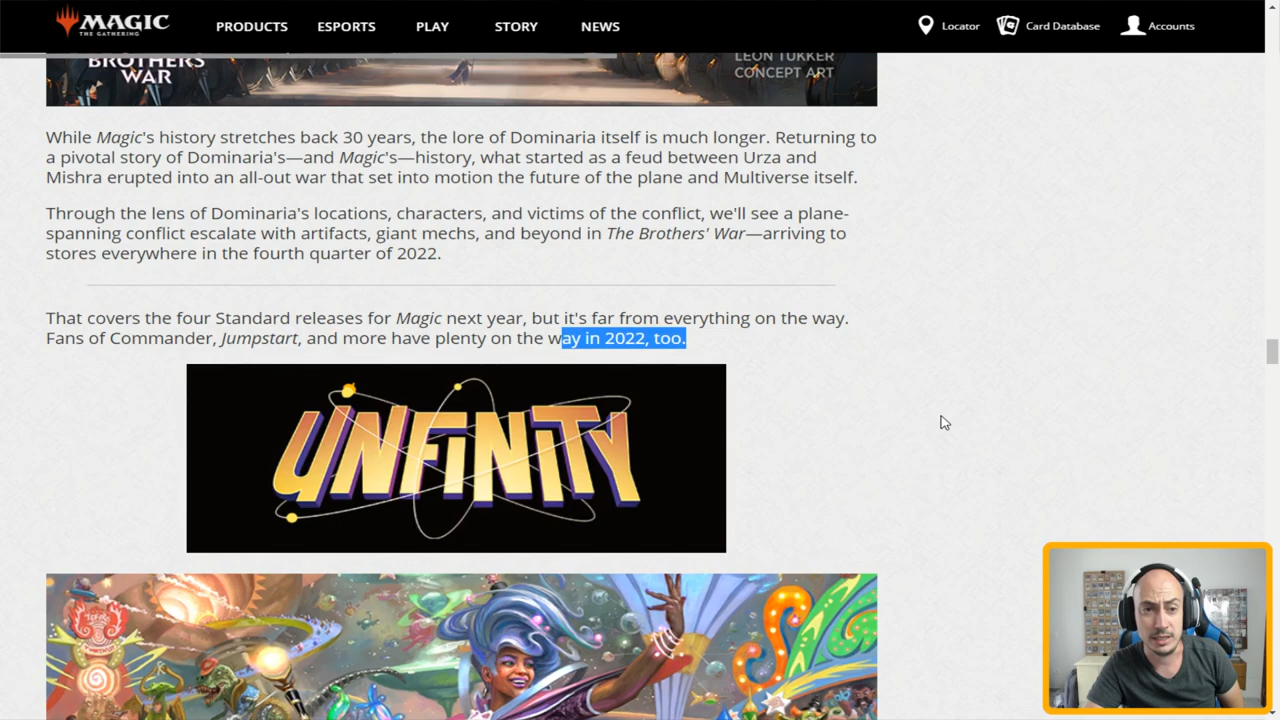 MAGIC
THE GATHERING
PRODUCTS ESPORTS PLAY STORY NEWS
Locator Card Database Accounts
BROTHERS'
WAR
LEON TUKKER
CONCEPT ART
While Magic's history stretches back 30 years, the lore of Dominaria itself is much longer. Returning to
a pivotal story of Dominaria's—and Magic's—history, what started as a feud between Urza and
Mishra erupted into an all-out war that set into motion the future of the plane and Multiverse itself.
Through the lens of Dominaria's locations, characters, and victims of the conflict, we'll see a plane-
spanning conflict escalate with artifacts, giant mechs, and beyond in The Brothers' War—arriving to
stores everywhere in the fourth quarter of 2022.
That covers the four Standard releases for Magic next year, but it's far from everything on the way.
Fans of Commander, Jumpstart, and more have plenty on the way in 2022, too.
UNFINITY